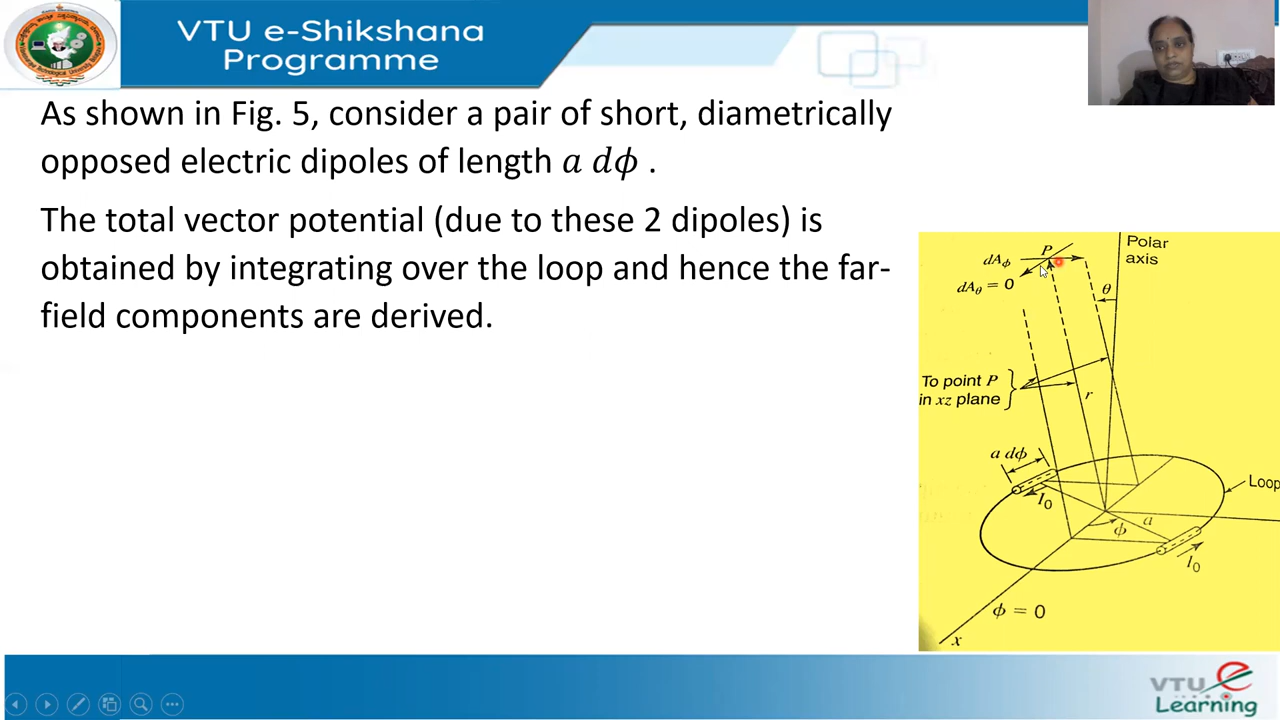 VTU e-Shikshana
Programme
As shown in Fig. 5, consider a pair of short, diametrically
opposed electric dipoles of length a dϕ .
The total vector potential (due to these 2 dipoles) is
obtained by integrating over the loop and hence the far-
field components are derived.
Polar
axis
P
dAϕ
dAθ = 0
θ
To point P
in xz plane
r
a dϕ
I0
Loop
a
ϕ
I0
ϕ = 0
x
VTU e
Learning